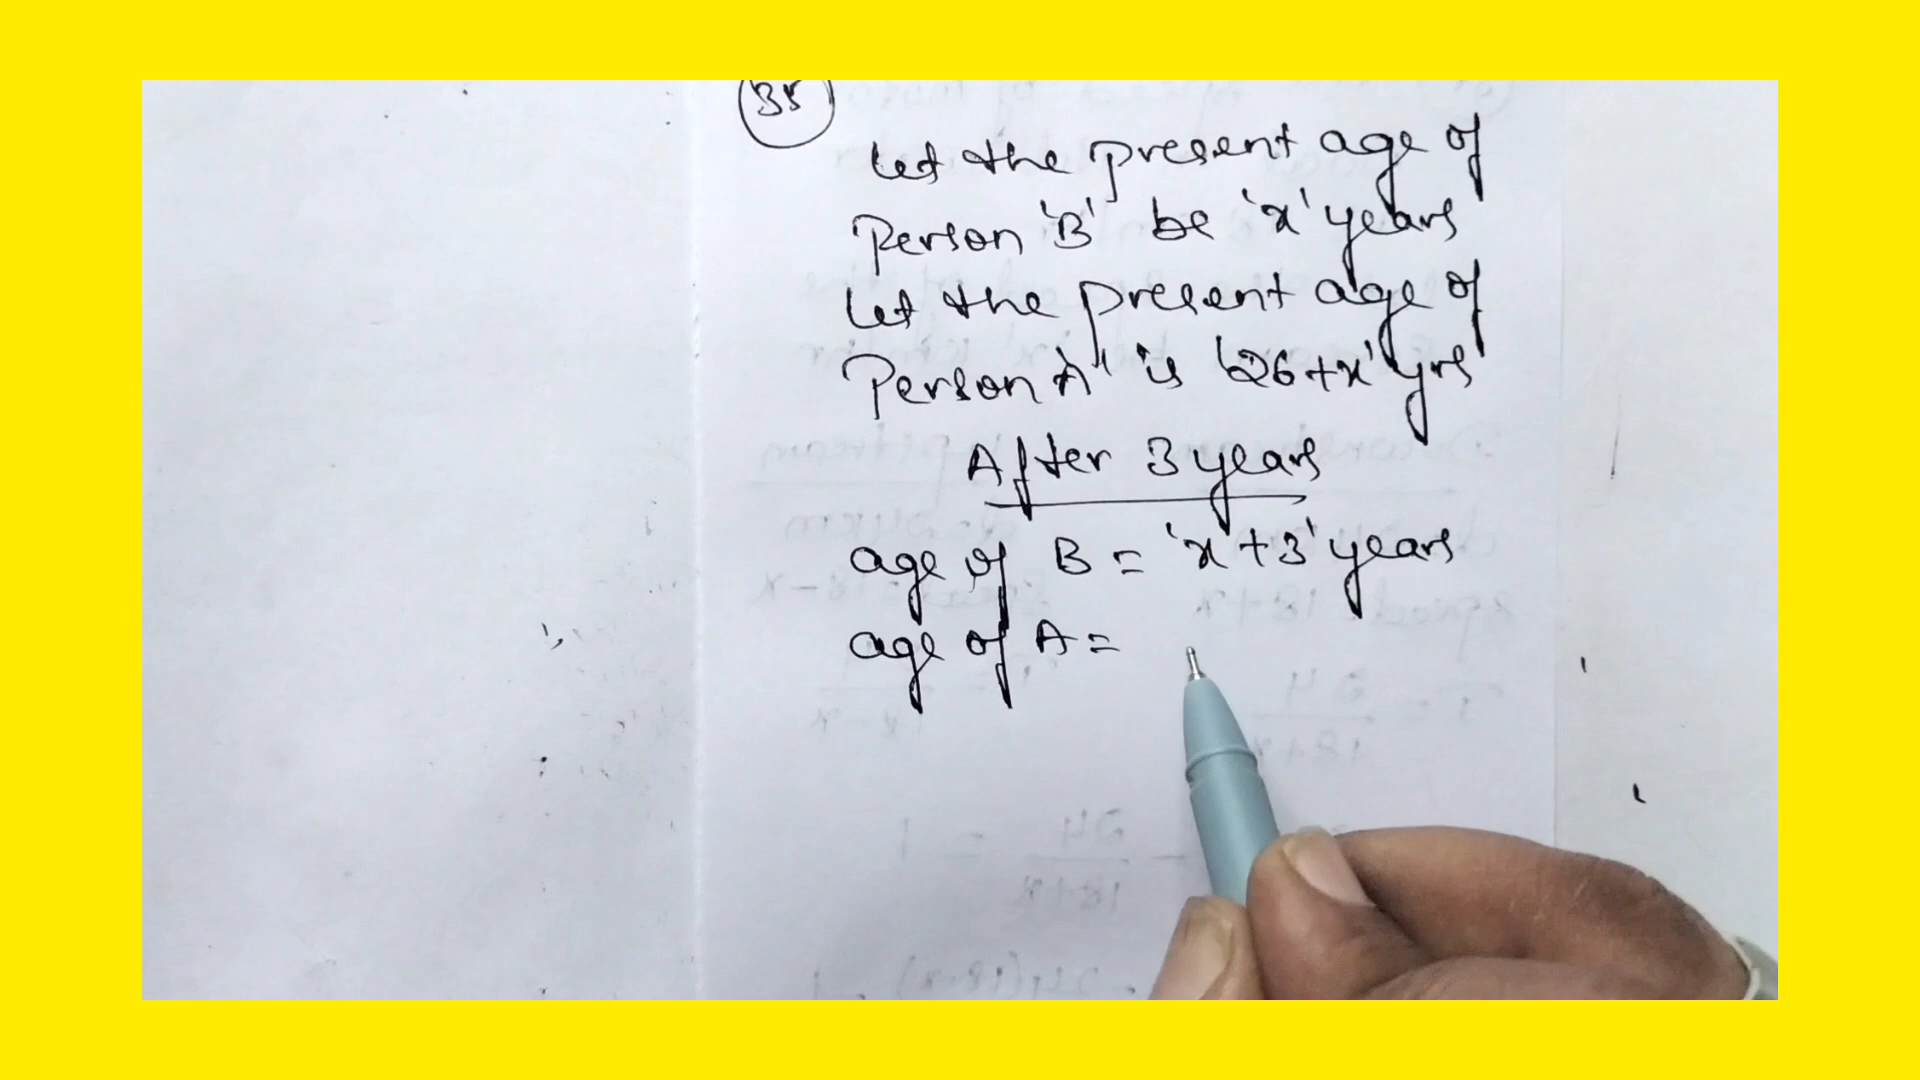 35
Let the present age of
Person 'B' be 'x' years
Let the present age of
Person 'A' is '26+x' yrs
After 3 years
age of B = 'x+3' years
age of A =